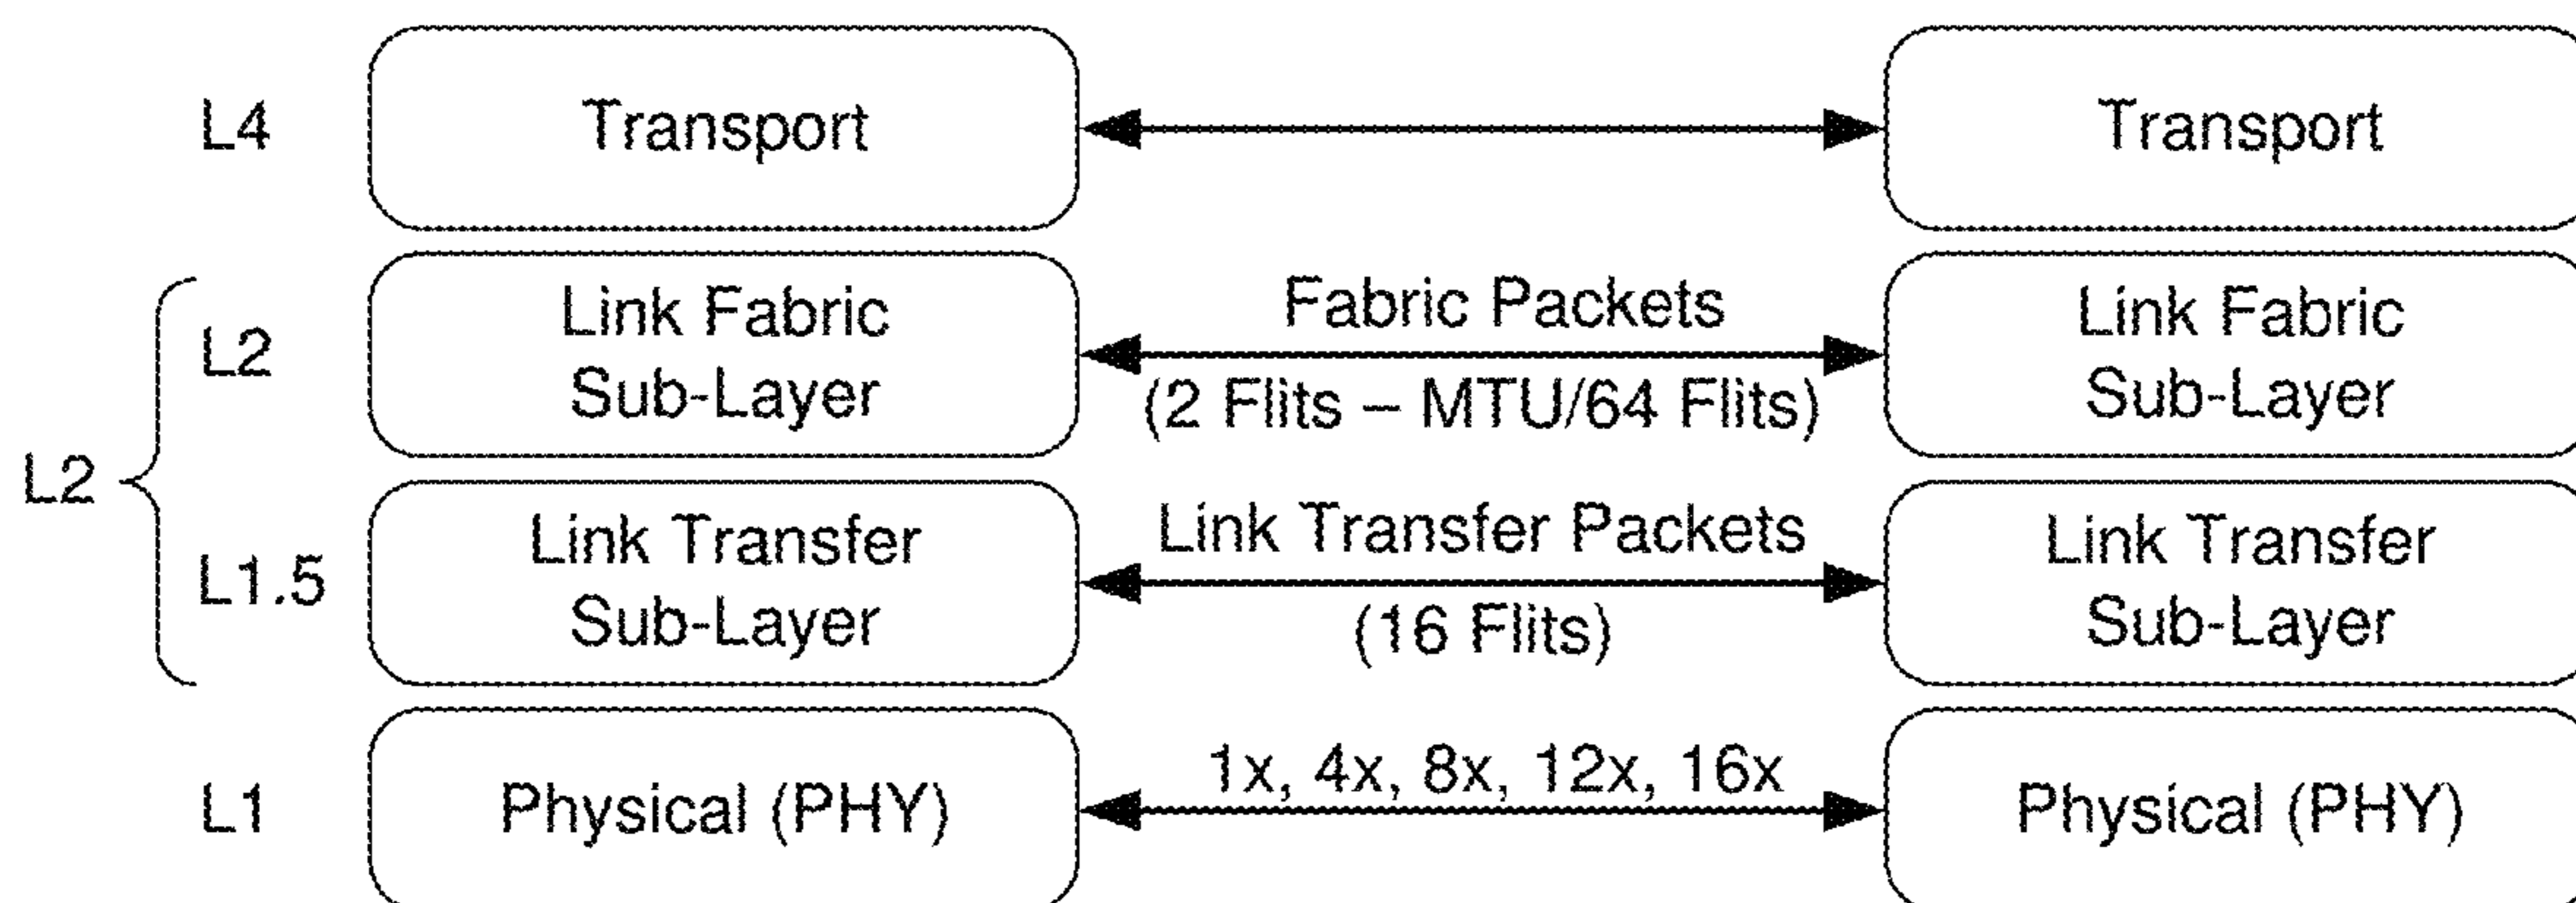 L4
Transport
Transport
L2
L2
Link Fabric
Sub-Layer
Fabric Packets
(2 Flits – MTU/64 Flits)
Link Fabric
Sub-Layer
L1.5
Link Transfer
Sub-Layer
Link Transfer Packets
(16 Flits)
Link Transfer
Sub-Layer
L1
Physical (PHY)
1x, 4x, 8x, 12x, 16x
Physical (PHY)